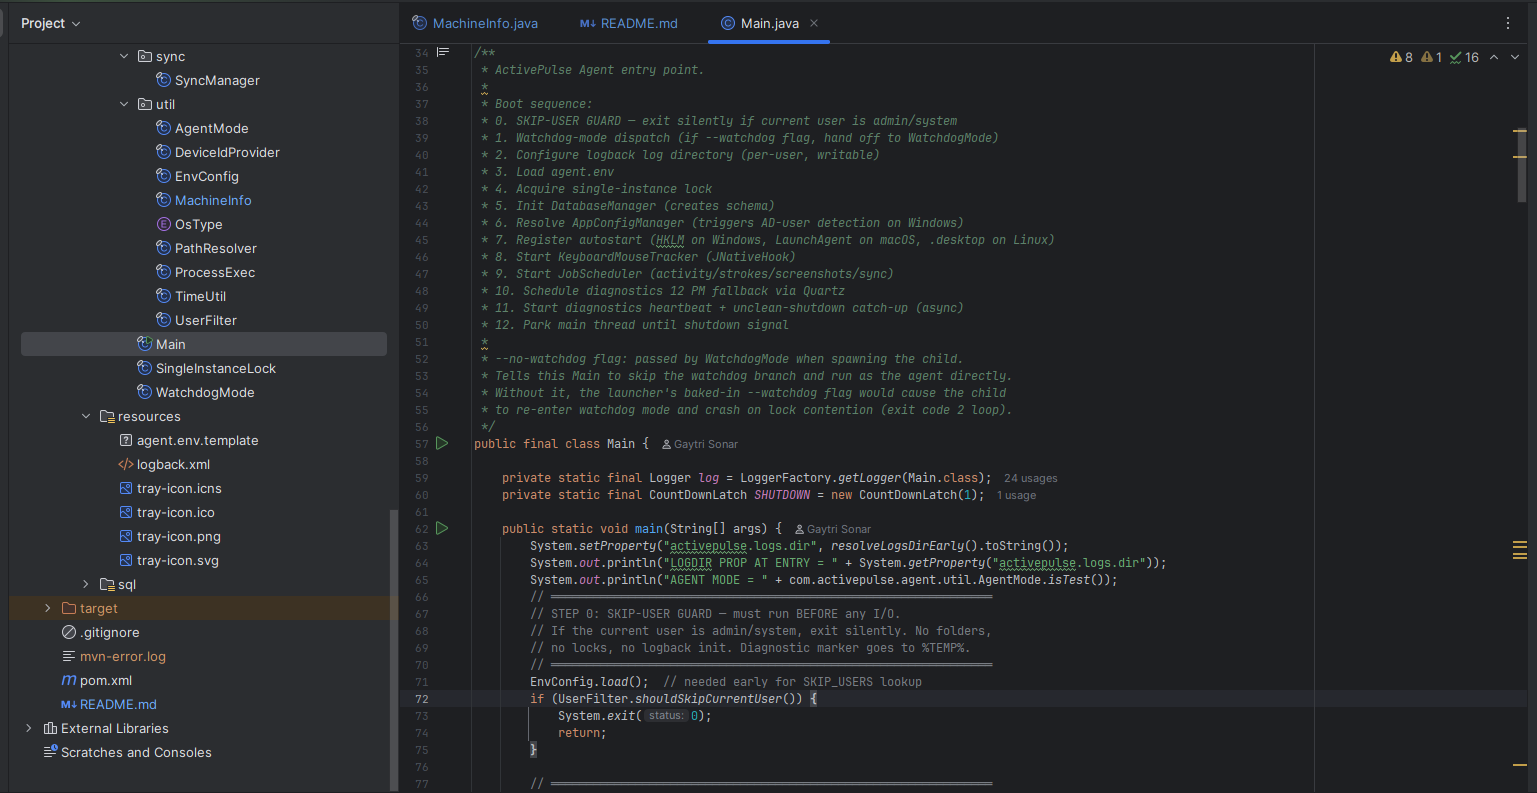 Project
sync
SyncManager
util
AgentMode
DeviceIdProvider
EnvConfig
MachineInfo
OsType
PathResolver
ProcessExec
TimeUtil
UserFilter
Main
SingleInstanceLock
WatchdogMode
resources
agent.env.template
logback.xml
tray-icon.icns
tray-icon.ico
tray-icon.png
tray-icon.svg
sql
target
.gitignore
mvn-error.log
pom.xml
README.md
External Libraries
Scratches and Consoles
MachineInfo.java README.md Main.java
8 1 16
34 /**
35 * ActivePulse Agent entry point.
36 *
37 * Boot sequence:
38 * 0. SKIP-USER GUARD — exit silently if current user is admin/system
39 * 1. Watchdog-mode dispatch (if --watchdog flag, hand off to WatchdogMode)
40 * 2. Configure logback log directory (per-user, writable)
41 * 3. Load agent.env
42 * 4. Acquire single-instance lock
43 * 5. Init DatabaseManager (creates schema)
44 * 6. Resolve AppConfigManager (triggers AD-user detection on Windows)
45 * 7. Register autostart (HKLM on Windows, LaunchAgent on macOS, .desktop on Linux)
46 * 8. Start KeyboardMouseTracker (JNativeHook)
47 * 9. Start JobScheduler (activity/strokes/screenshots/sync)
48 * 10. Schedule diagnostics 12 PM fallback via Quartz
49 * 11. Start diagnostics heartbeat + unclean-shutdown catch-up (async)
50 * 12. Park main thread until shutdown signal
51 *
52 * --no-watchdog flag: passed by WatchdogMode when spawning the child.
53 * Tells this Main to skip the watchdog branch and run as the agent directly.
54 * Without it, the launcher's baked-in --watchdog flag would cause the child
55 * to re-enter watchdog mode and crash on lock contention (exit code 2 loop).
56 */
57 public final class Main { Gaytri Sonar
58
59 private static final Logger log = LoggerFactory.getLogger(Main.class); 24 usages
60 private static final CountDownLatch SHUTDOWN = new CountDownLatch(1); 1 usage
61
62 public static void main(String[] args) { Gaytri Sonar
63 System.setProperty("activepulse.logs.dir", resolveLogsDirEarly().toString());
64 System.out.println("LOGDIR PROP AT ENTRY = " + System.getProperty("activepulse.logs.dir"));
65 System.out.println("AGENT MODE = " + com.activepulse.agent.util.AgentMode.isTest());
66 // ═══════════════════════════════════════════════════════════════
67 // STEP 0: SKIP-USER GUARD — must run BEFORE any I/O.
68 // If the current user is admin/system, exit silently. No folders,
69 // no locks, no logback init. Diagnostic marker goes to %TEMP%.
70 // ═══════════════════════════════════════════════════════════════
71 EnvConfig.load(); // needed early for SKIP_USERS lookup
72 if (UserFilter.shouldSkipCurrentUser()) {
73 System.exit( status: 0);
74 return;
75 }
76
77 // ═══════════════════════════════════════════════════════════════